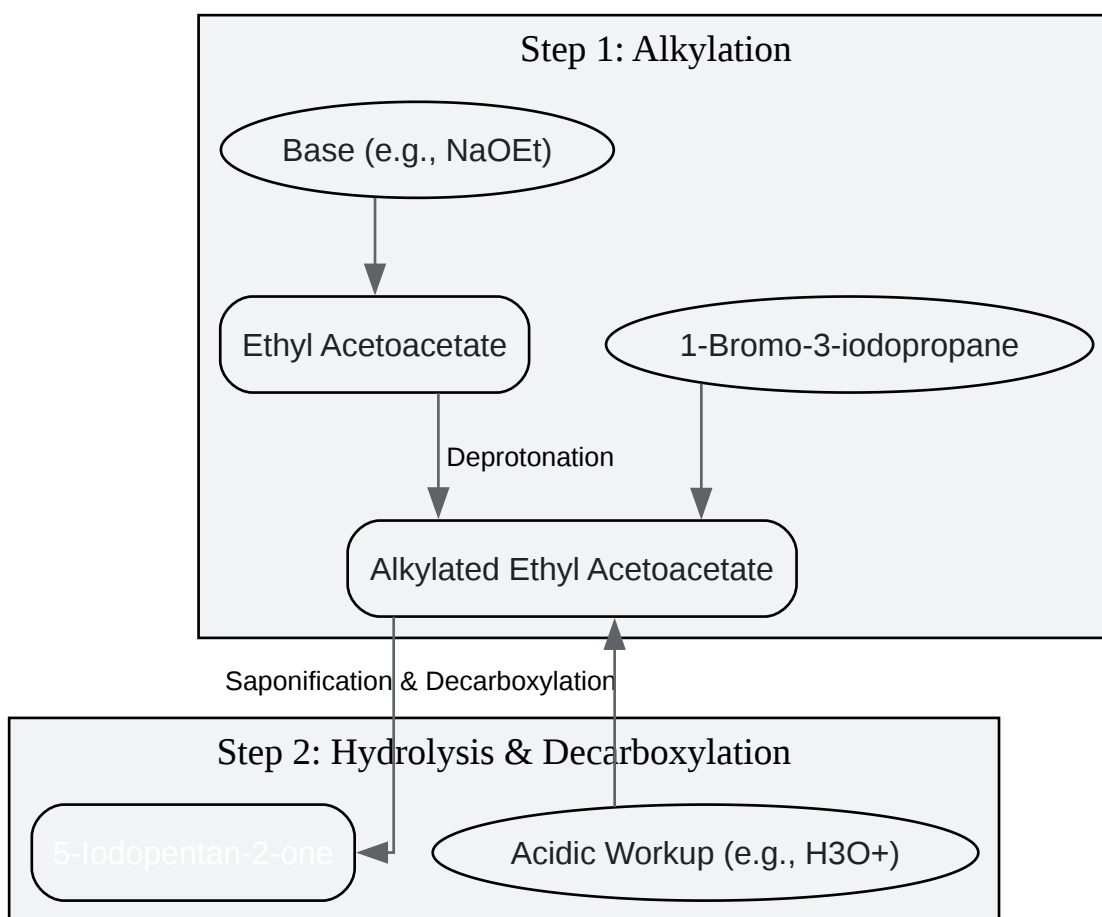 Step 1: Alkylation
Base (e.g., NaOEt)
Ethyl Acetoacetate
1-Bromo-3-iodopropane
Deprotonation
Alkylated Ethyl Acetoacetate
Saponification & Decarboxylation
Step 2: Hydrolysis & Decarboxylation
5-Iodopentan-2-one
Acidic Workup (e.g., H3O+)